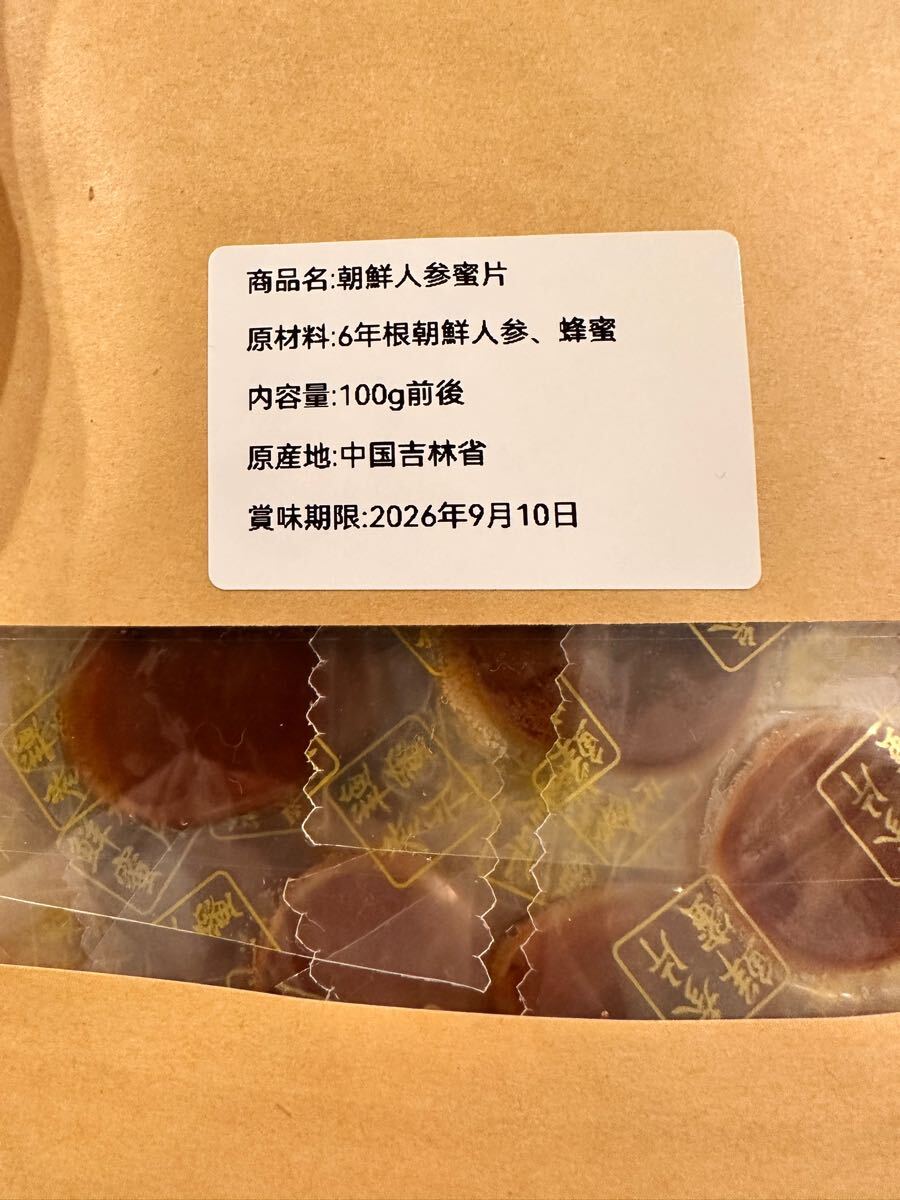 商品名:朝鮮人参蜜片
原材料:6年根朝鮮人参、蜂蜜
内容量:100g前後
原産地:中国吉林省
賞味期限:2026年9月10日